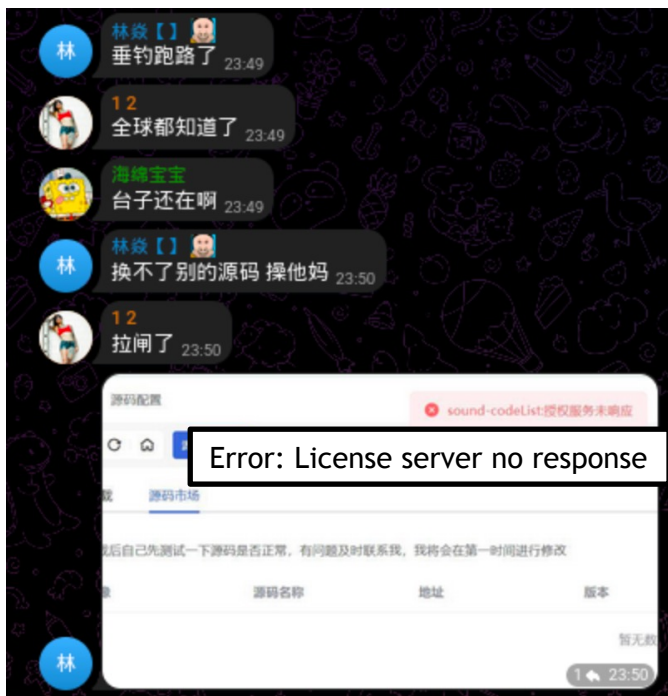 林焱【】
林
垂钓跑路了 23:49
1 2
全球都知道了 23:49
海绵宝宝
台子还在啊 23:49
林焱【】
林
换不了别的源码 操他妈 23:50
1 2
拉闸了 23:50
源码配置
sound-codeList:授权服务未响应
Error: License server no response
载
源码市场
后自己先测试一下源码是否正常，有问题及时联系我，我将会在第一时间进行修改
源码名称
地址
版本
暂无数
林
1 23:50